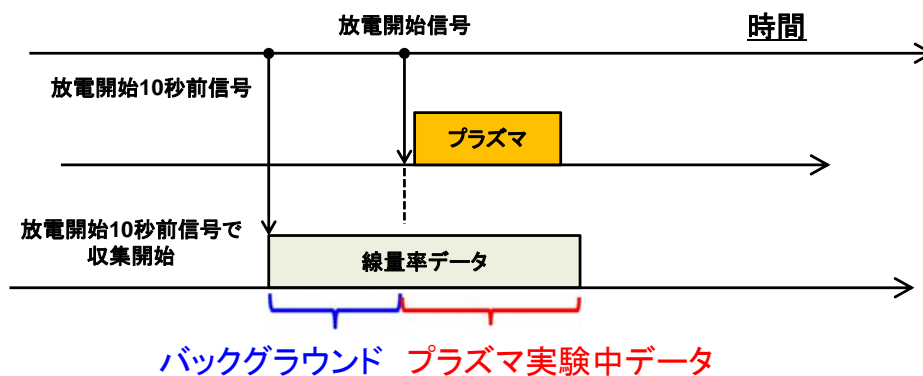 放電開始信号
時間
放電開始10秒前信号
プラズマ
放電開始10秒前信号で
収集開始
線量率データ
バックグラウンド
プラズマ実験中データ